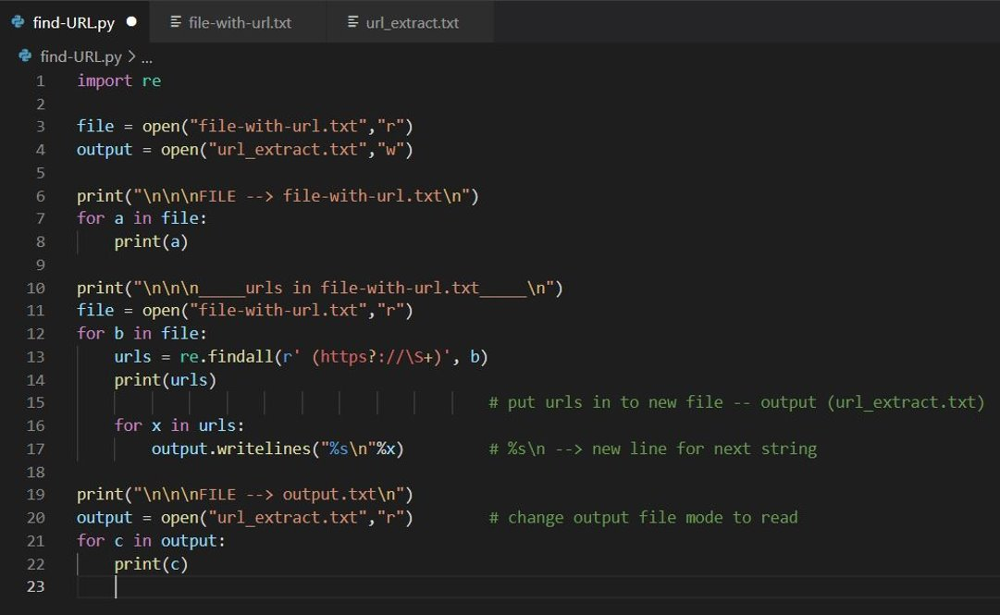 find-URL.py ● file-with-url.txt url_extract.txt
find-URL.py > ...
1 import re
2
3 file = open("file-with-url.txt","r")
4 output = open("url_extract.txt","w")
5
6 print("\n\n\nFILE --> file-with-url.txt\n")
7 for a in file:
8     print(a)
9
10 print("\n\n\n_____urls in file-with-url.txt_____\n")
11 file = open("file-with-url.txt","r")
12 for b in file:
13     urls = re.findall(r' (https?://\S+)', b)
14     print(urls)
15                                             # put urls in to new file -- output (url_extract.txt)
16     for x in urls:
17         output.writelines("%s\n"%x)         # %s\n --> new line for next string
18
19 print("\n\n\nFILE --> output.txt\n")
20 output = open("url_extract.txt","r")        # change output file mode to read
21 for c in output:
22     print(c)
23